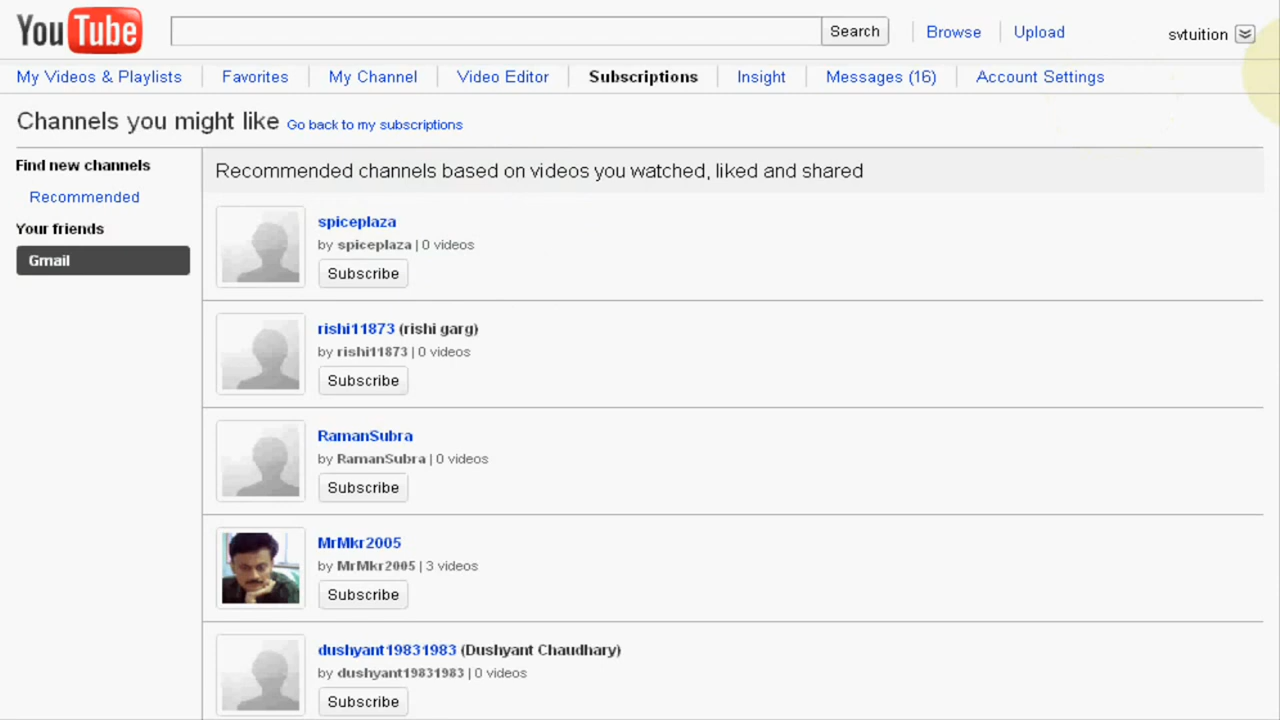 YouTube Search Browse Upload svtuition
My Videos & Playlists Favorites My Channel Video Editor Subscriptions Insight Messages (16) Account Settings
Channels you might like Go back to my subscriptions
Find new channels
Recommended
Your friends
Gmail
Recommended channels based on videos you watched, liked and shared
spiceplaza
by spiceplaza | 0 videos
Subscribe
rishi11873 (rishi garg)
by rishi11873 | 0 videos
Subscribe
RamanSubra
by RamanSubra | 0 videos
Subscribe
MrMkr2005
by MrMkr2005 | 3 videos
Subscribe
dushyant19831983 (Dushyant Chaudhary)
by dushyant19831983 | 0 videos
Subscribe